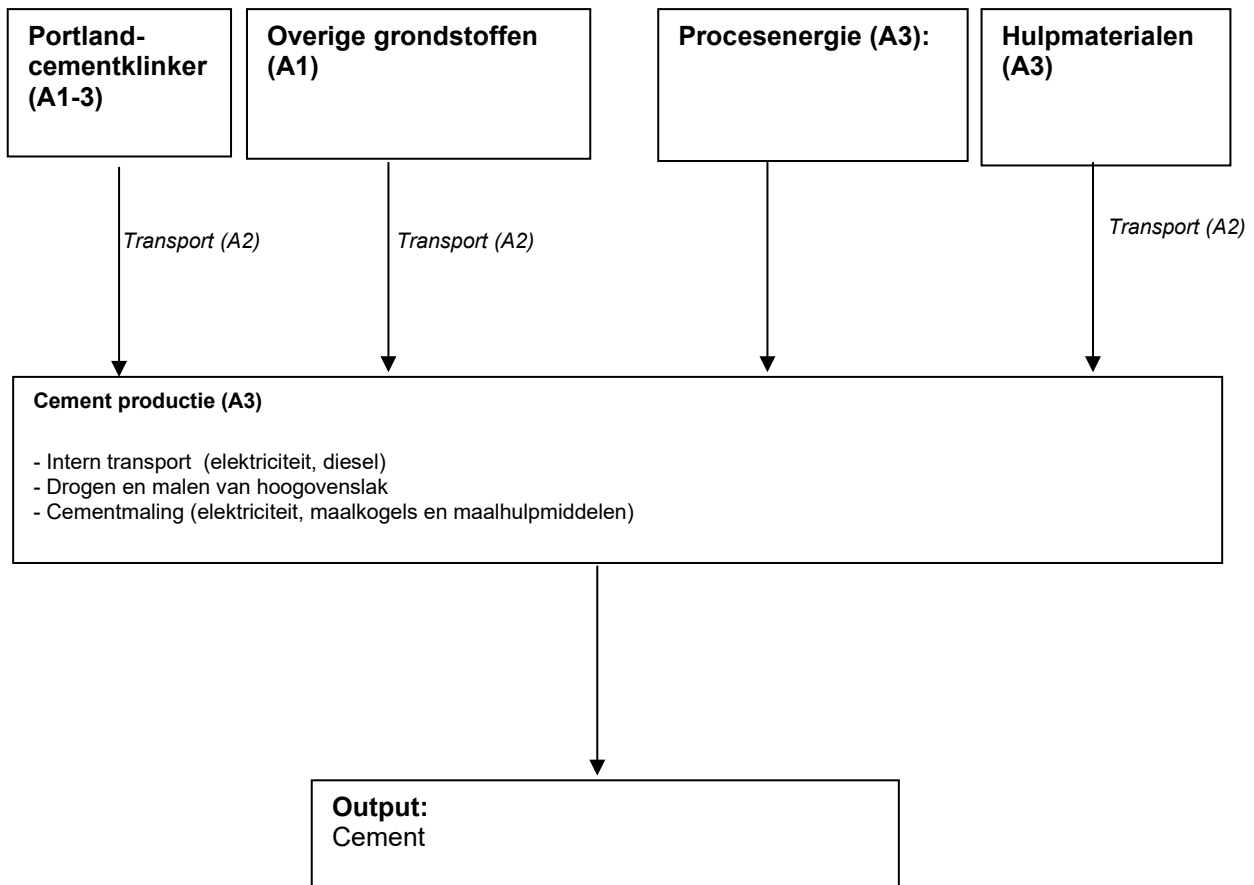 Portland-
cementklinker
(A1-3)
Overige grondstoffen
(A1)
Procesenergie (A3):
Hulpmaterialen
(A3)
Transport (A2)
Transport (A2)
Transport (A2)
Cement productie (A3)
- Intern transport (elektriciteit, diesel)
- Drogen en malen van hoogovenslak
- Cementmaling (elektriciteit, maalkogels en maalhulpmiddelen)
Output:
Cement